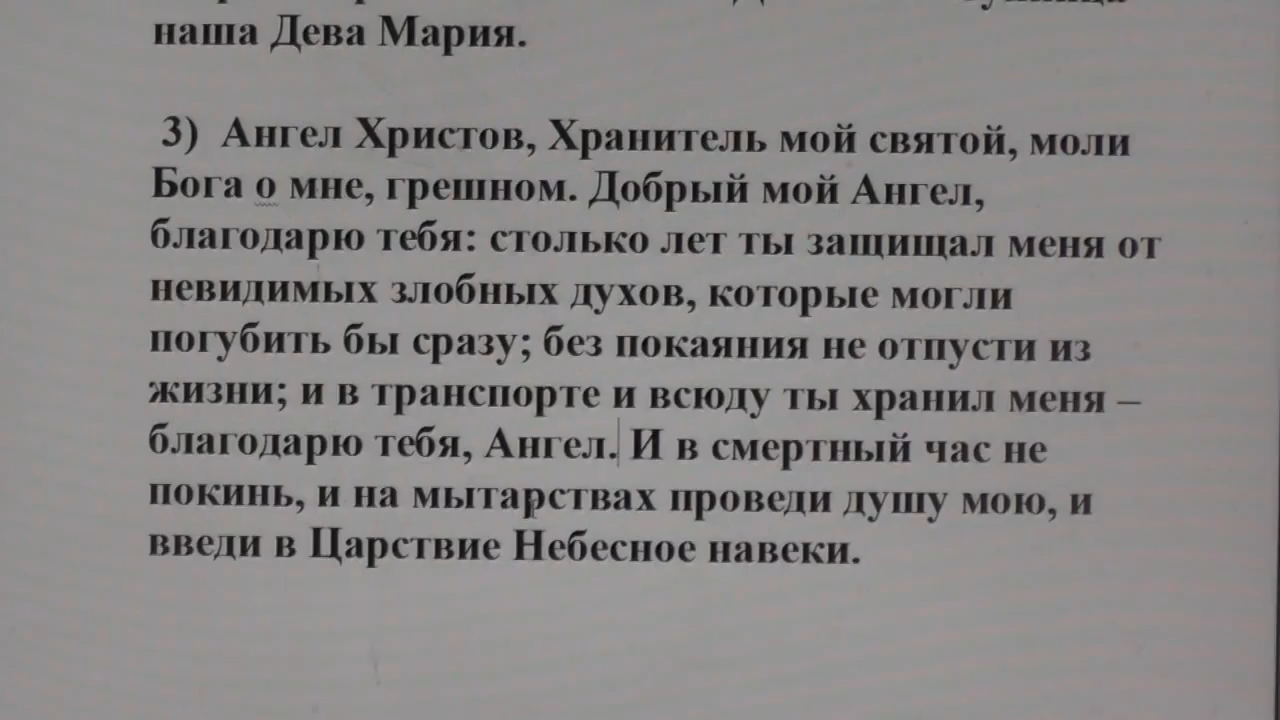 наша Дева Мария.
3) Ангел Христов, Хранитель мой святой, моли
Бога о мне, грешном. Добрый мой Ангел,
благодарю тебя: столько лет ты защищал меня от
невидимых злобных духов, которые могли
погубить бы сразу; без покаяния не отпусти из
жизни; и в транспорте и всюду ты хранил меня –
благодарю тебя, Ангел. И в смертный час не
покинь, и на мытарствах проведи душу мою, и
введи в Царствие Небесное навеки.